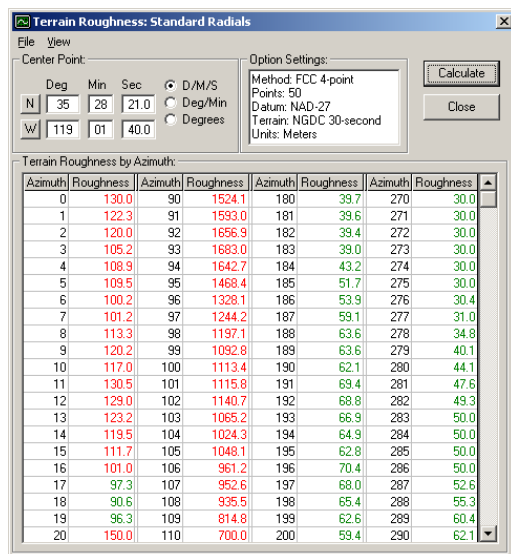 Terrain Roughness: Standard Radials
File View
Center Point:
Deg Min Sec
N 35 28 21.0
W 119 01 40.0
D/M/S
Deg/Min
Degrees
Option Settings:
Method: FCC 4-point
Points: 50
Datum: NAD-27
Terrain: NGDC 30-second
Units: Meters
Calculate
Close
Terrain Roughness by Azimuth:
Azimuth Roughness Azimuth Roughness Azimuth Roughness Azimuth Roughness
0 130.0 90 1524.1 180 39.7 270 30.0
1 122.3 91 1593.0 181 39.6 271 30.0
2 120.0 92 1656.9 182 39.4 272 30.0
3 105.2 93 1683.0 183 39.0 273 30.0
4 108.9 94 1642.7 184 43.2 274 30.0
5 109.5 95 1468.4 185 51.7 275 30.0
6 100.2 96 1328.1 186 53.9 276 30.4
7 101.2 97 1244.2 187 59.1 277 31.0
8 113.3 98 1197.1 188 63.6 278 34.8
9 120.2 99 1092.8 189 63.6 279 40.1
10 117.0 100 1113.4 190 62.1 280 44.1
11 130.5 101 1115.8 191 69.4 281 47.6
12 129.0 102 1140.7 192 68.8 282 49.3
13 123.2 103 1065.2 193 66.9 283 50.0
14 119.5 104 1024.3 194 64.9 284 50.0
15 111.7 105 1048.1 195 62.8 285 50.0
16 101.0 106 961.2 196 70.4 286 50.0
17 97.3 107 952.6 197 68.0 287 52.6
18 90.6 108 935.5 198 65.4 288 55.3
19 96.3 109 814.8 199 62.6 289 60.4
20 150.0 110 700.0 200 59.4 290 62.1